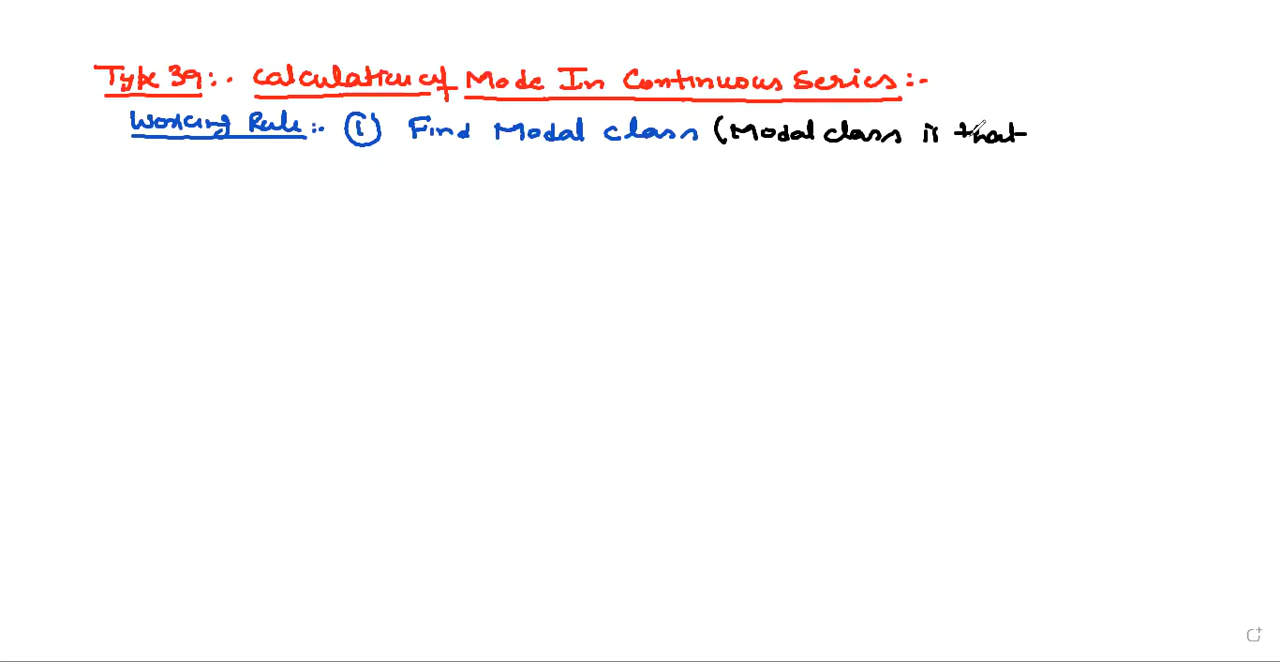 Type 39:- Calculation of Mode In Continuous Series:-
Working Rule:- (1) Find Modal class (Modal class is that